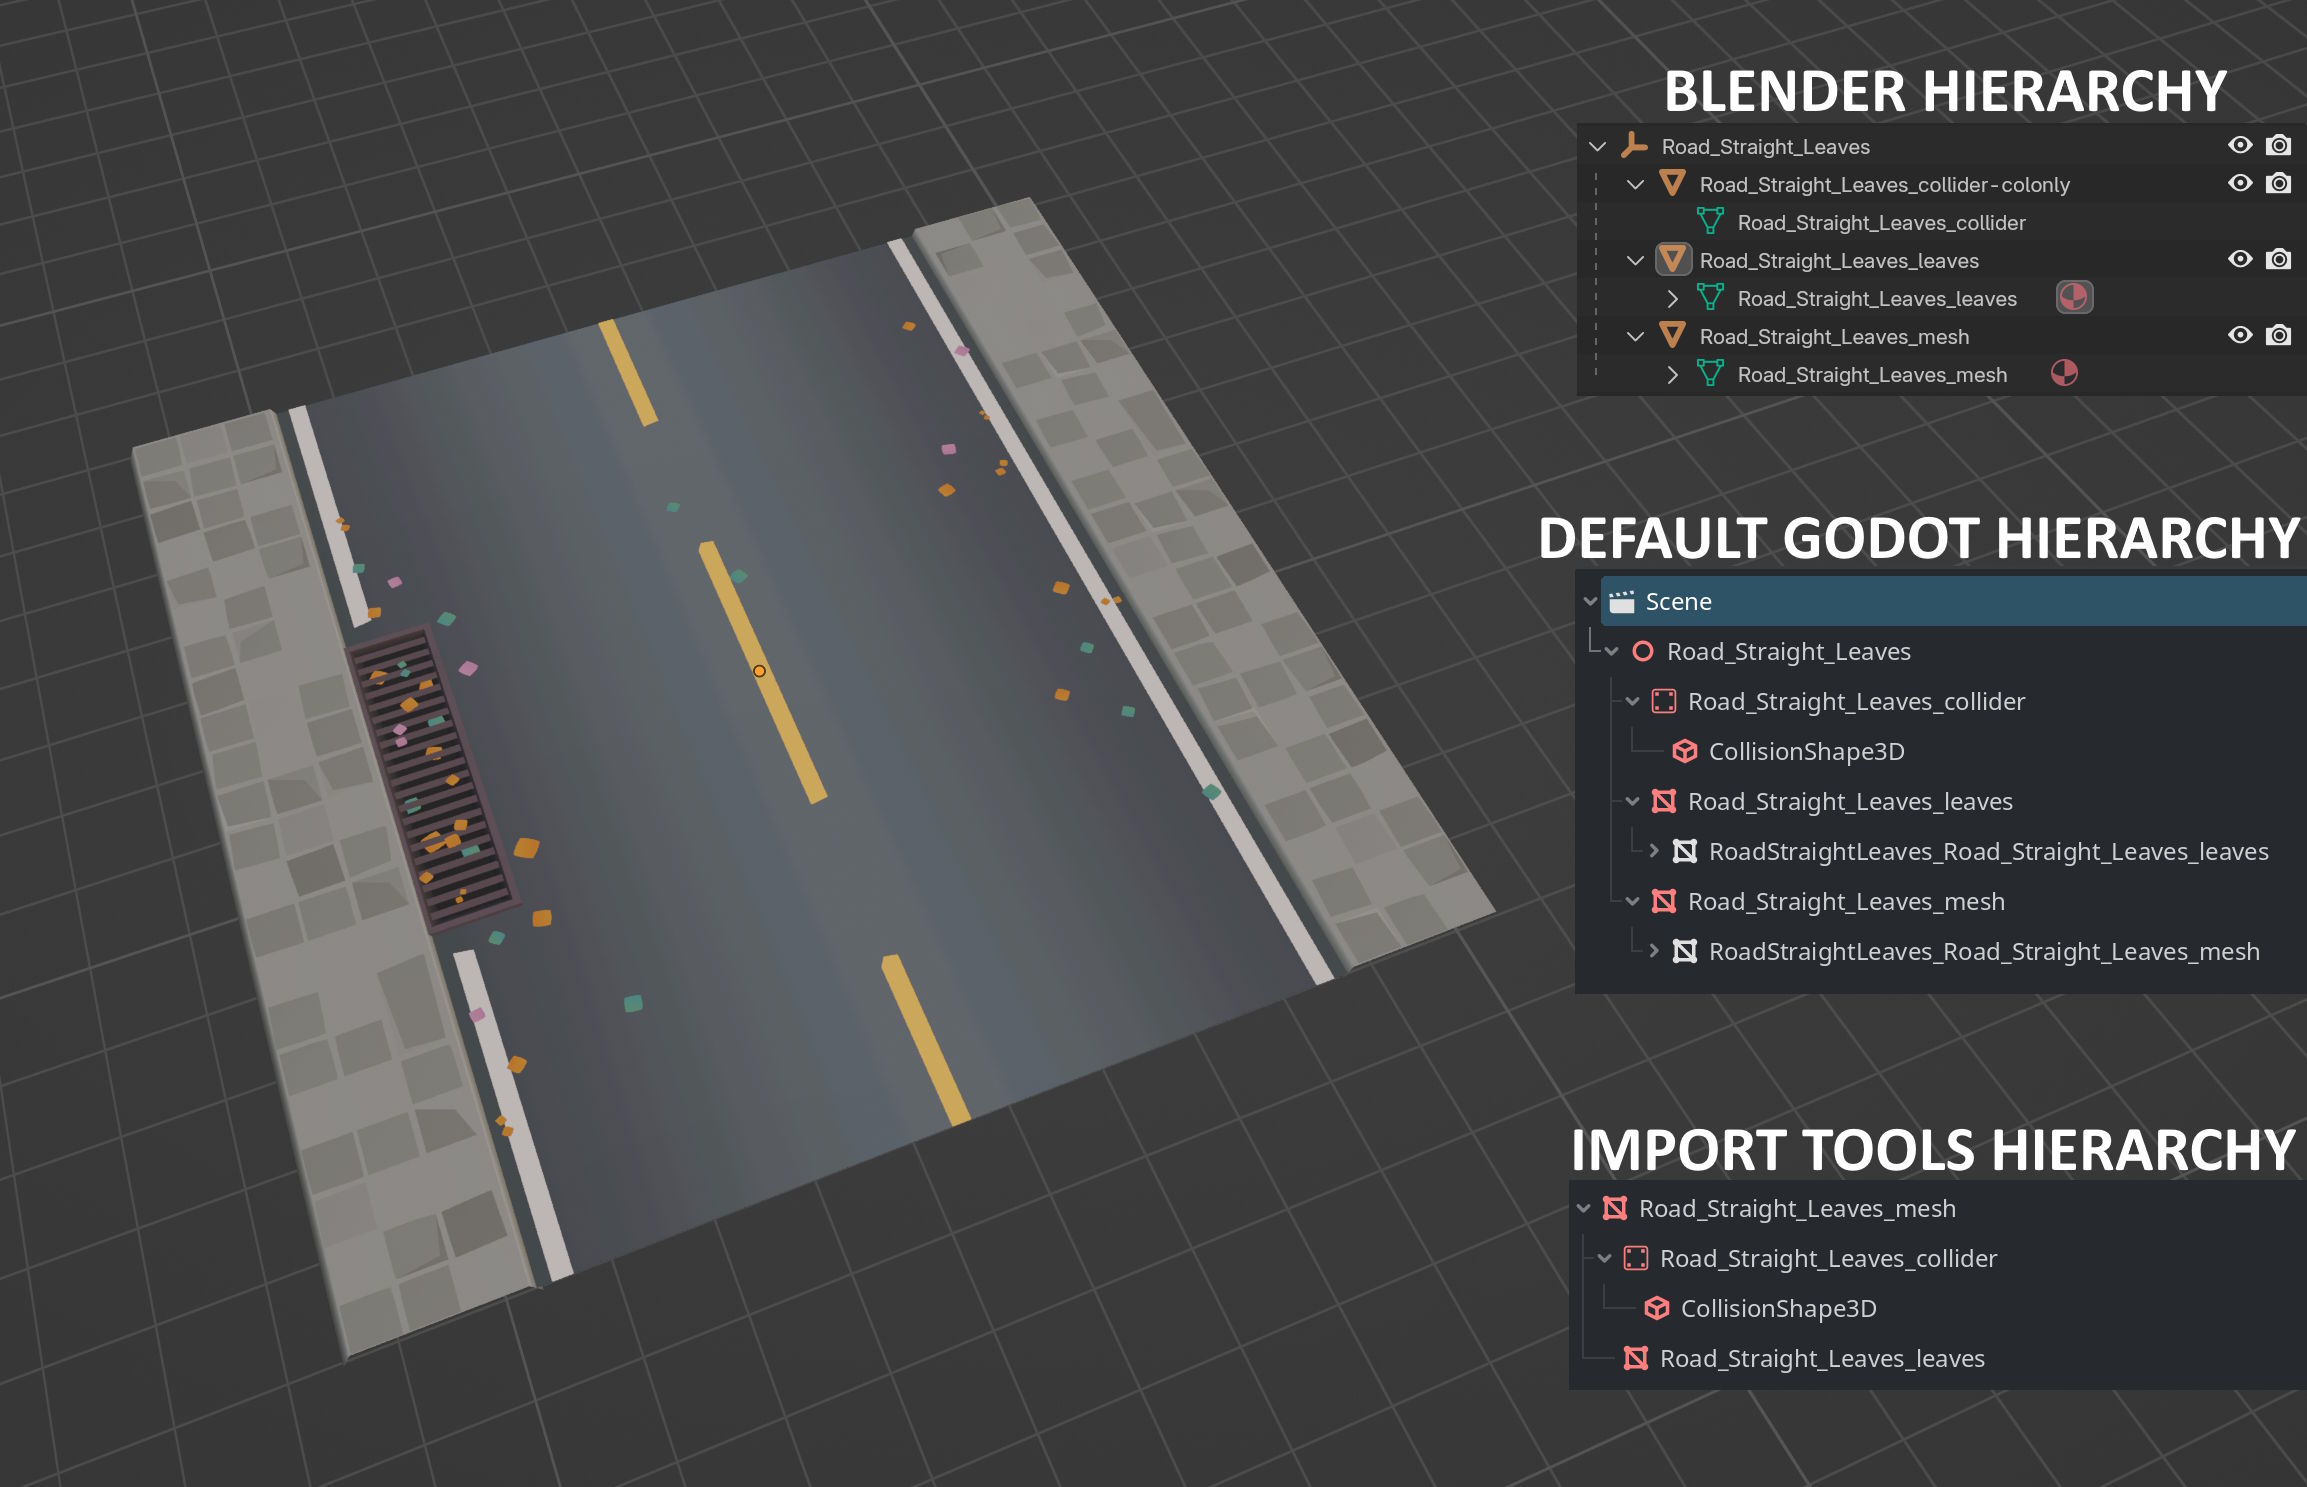 BLENDER HIERARCHY
Road_Straight_Leaves
Road_Straight_Leaves_collider-colonly
Road_Straight_Leaves_collider
Road_Straight_Leaves_leaves
Road_Straight_Leaves_leaves
Road_Straight_Leaves_mesh
Road_Straight_Leaves_mesh
DEFAULT GODOT HIERARCHY
Scene
Road_Straight_Leaves
Road_Straight_Leaves_collider
CollisionShape3D
Road_Straight_Leaves_leaves
RoadStraightLeaves_Road_Straight_Leaves_leaves
Road_Straight_Leaves_mesh
RoadStraightLeaves_Road_Straight_Leaves_mesh
IMPORT TOOLS HIERARCHY
Road_Straight_Leaves_mesh
Road_Straight_Leaves_collider
CollisionShape3D
Road_Straight_Leaves_leaves